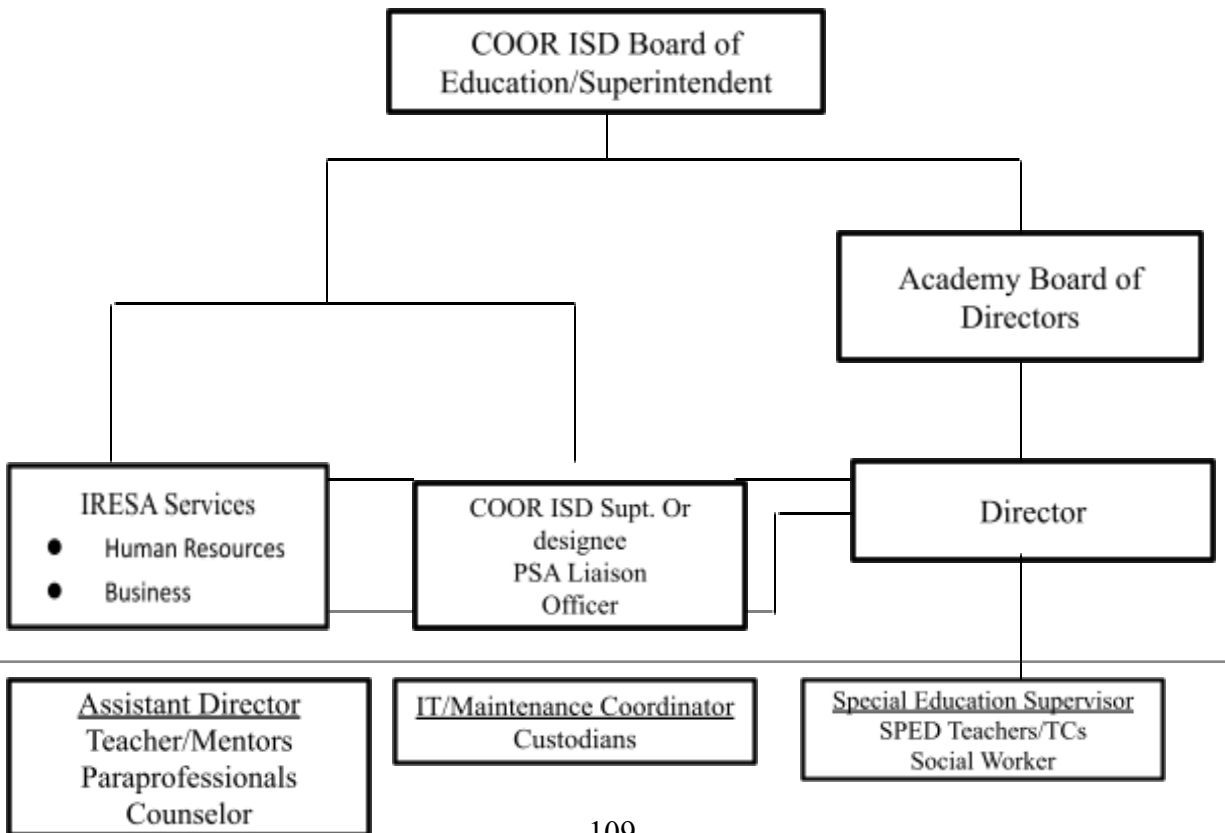 COOR ISD Board of
Education/Superintendent
Academy Board of
Directors
IRESA Services
● Human Resources
● Business
COOR ISD Supt. Or
designee
PSA Liaison
Officer
Director
Assistant Director
Teacher/Mentors
Paraprofessionals
Counselor
IT/Maintenance Coordinator
Custodians
Special Education Supervisor
SPED Teachers/TCs
Social Worker
109